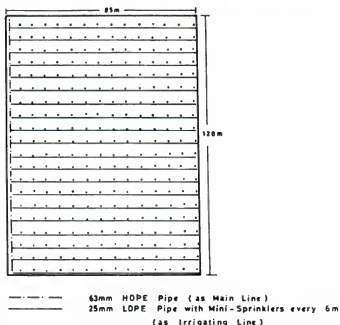 85m
120m
63mm HDPE Pipe (as Main Line)
25mm LDPE Pipe with Mini-Sprinklers every 6m
(as Irrigating Line)